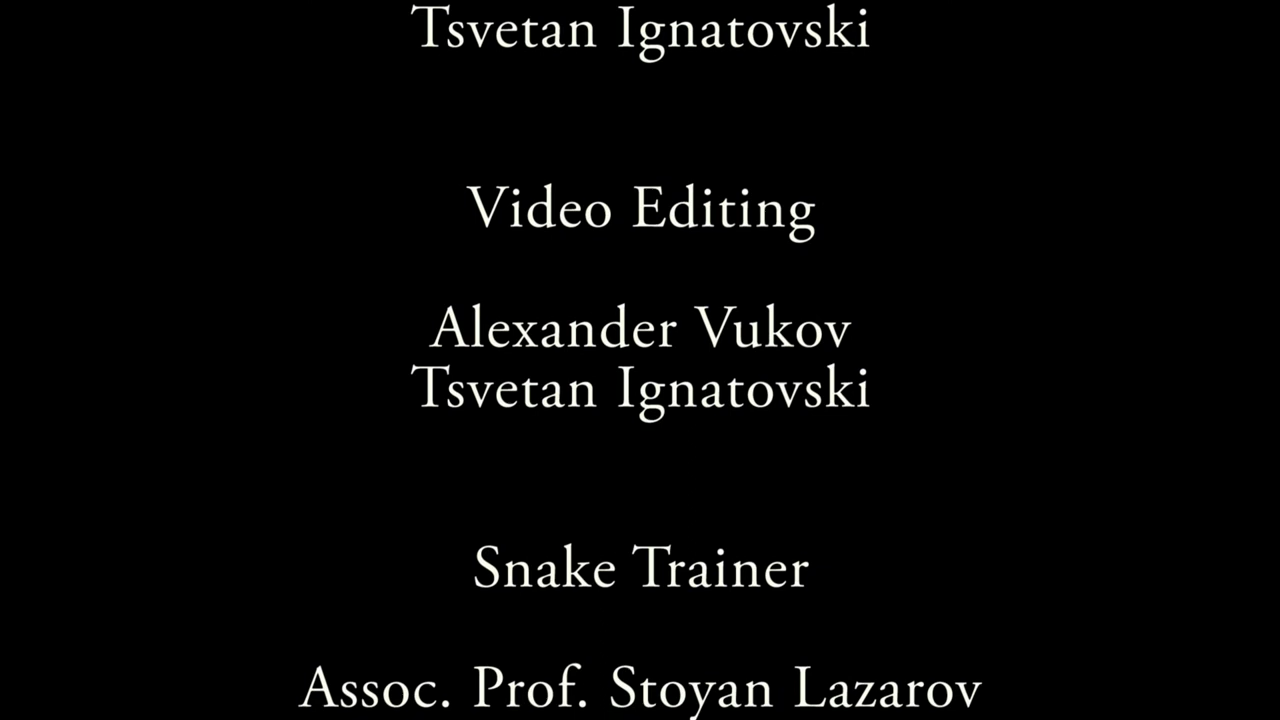 Tsvetan Ignatovski
Video Editing
Alexander Vukov
Tsvetan Ignatovski
Snake Trainer
Assoc. Prof. Stoyan Lazarov